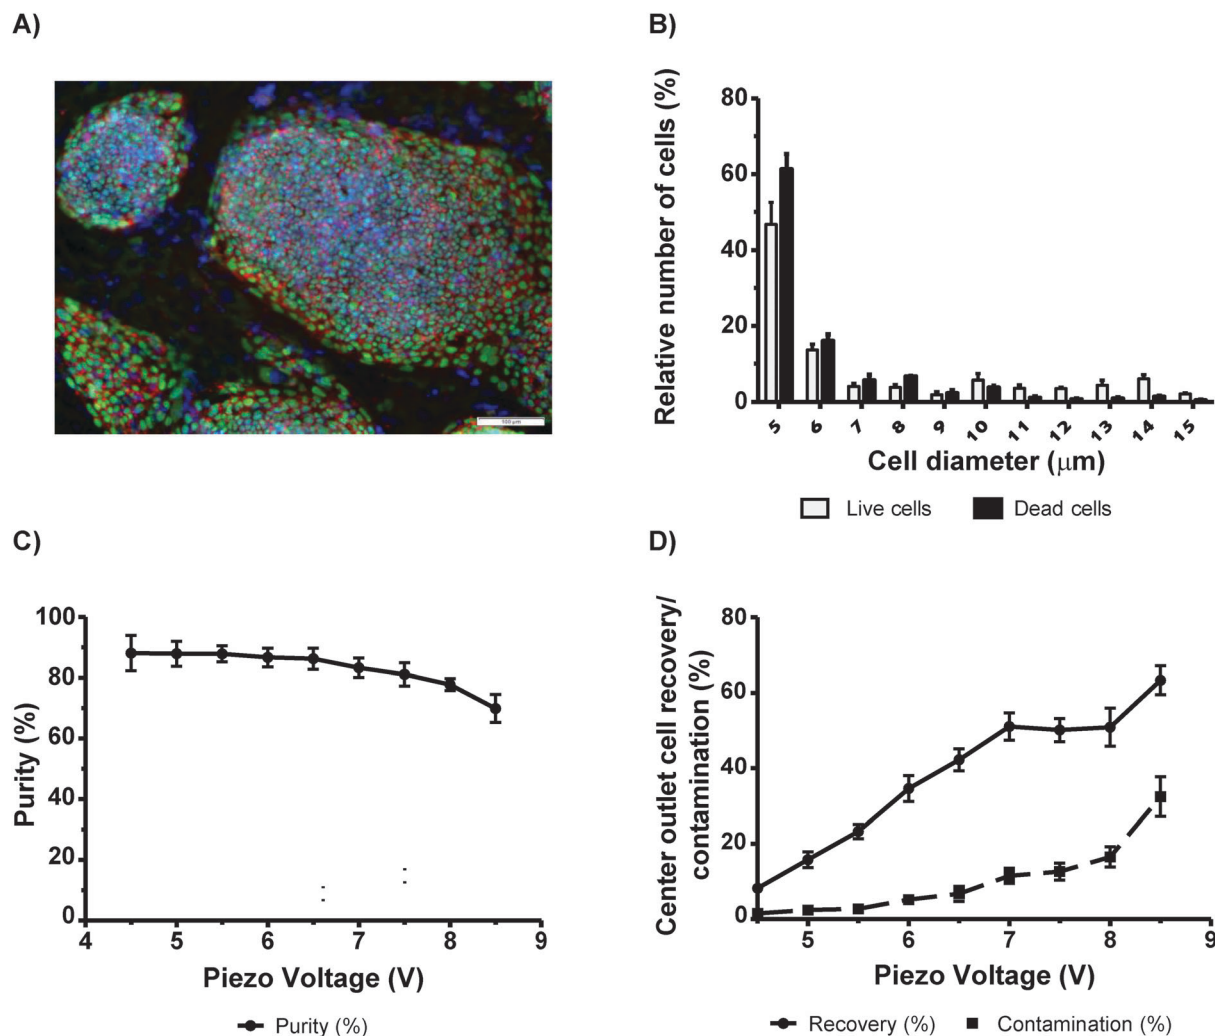 A)
B)
Relative number of cells (%)
80
60
40
20
0
5 6 7 8 9 10 11 12 13 14 15
Cell diameter (μm)
Live cells Dead cells
100 μm
C)
Purity (%)
100
80
60
40
20
0
4 5 6 7 8 9
Piezo Voltage (V)
Purity (%)
D)
Center outlet cell recovery/
contamination (%)
80
60
40
20
0
5 6 7 8 9
Piezo Voltage (V)
Recovery (%) Contamination (%)